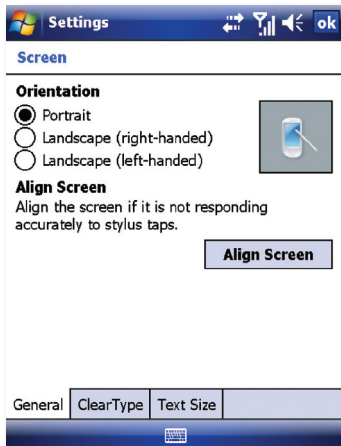 Settings
ok
Screen
Orientation
Portrait
Landscape (right-handed)
Landscape (left-handed)
Align Screen
Align the screen if it is not responding
accurately to stylus taps.
Align Screen
General ClearType Text Size